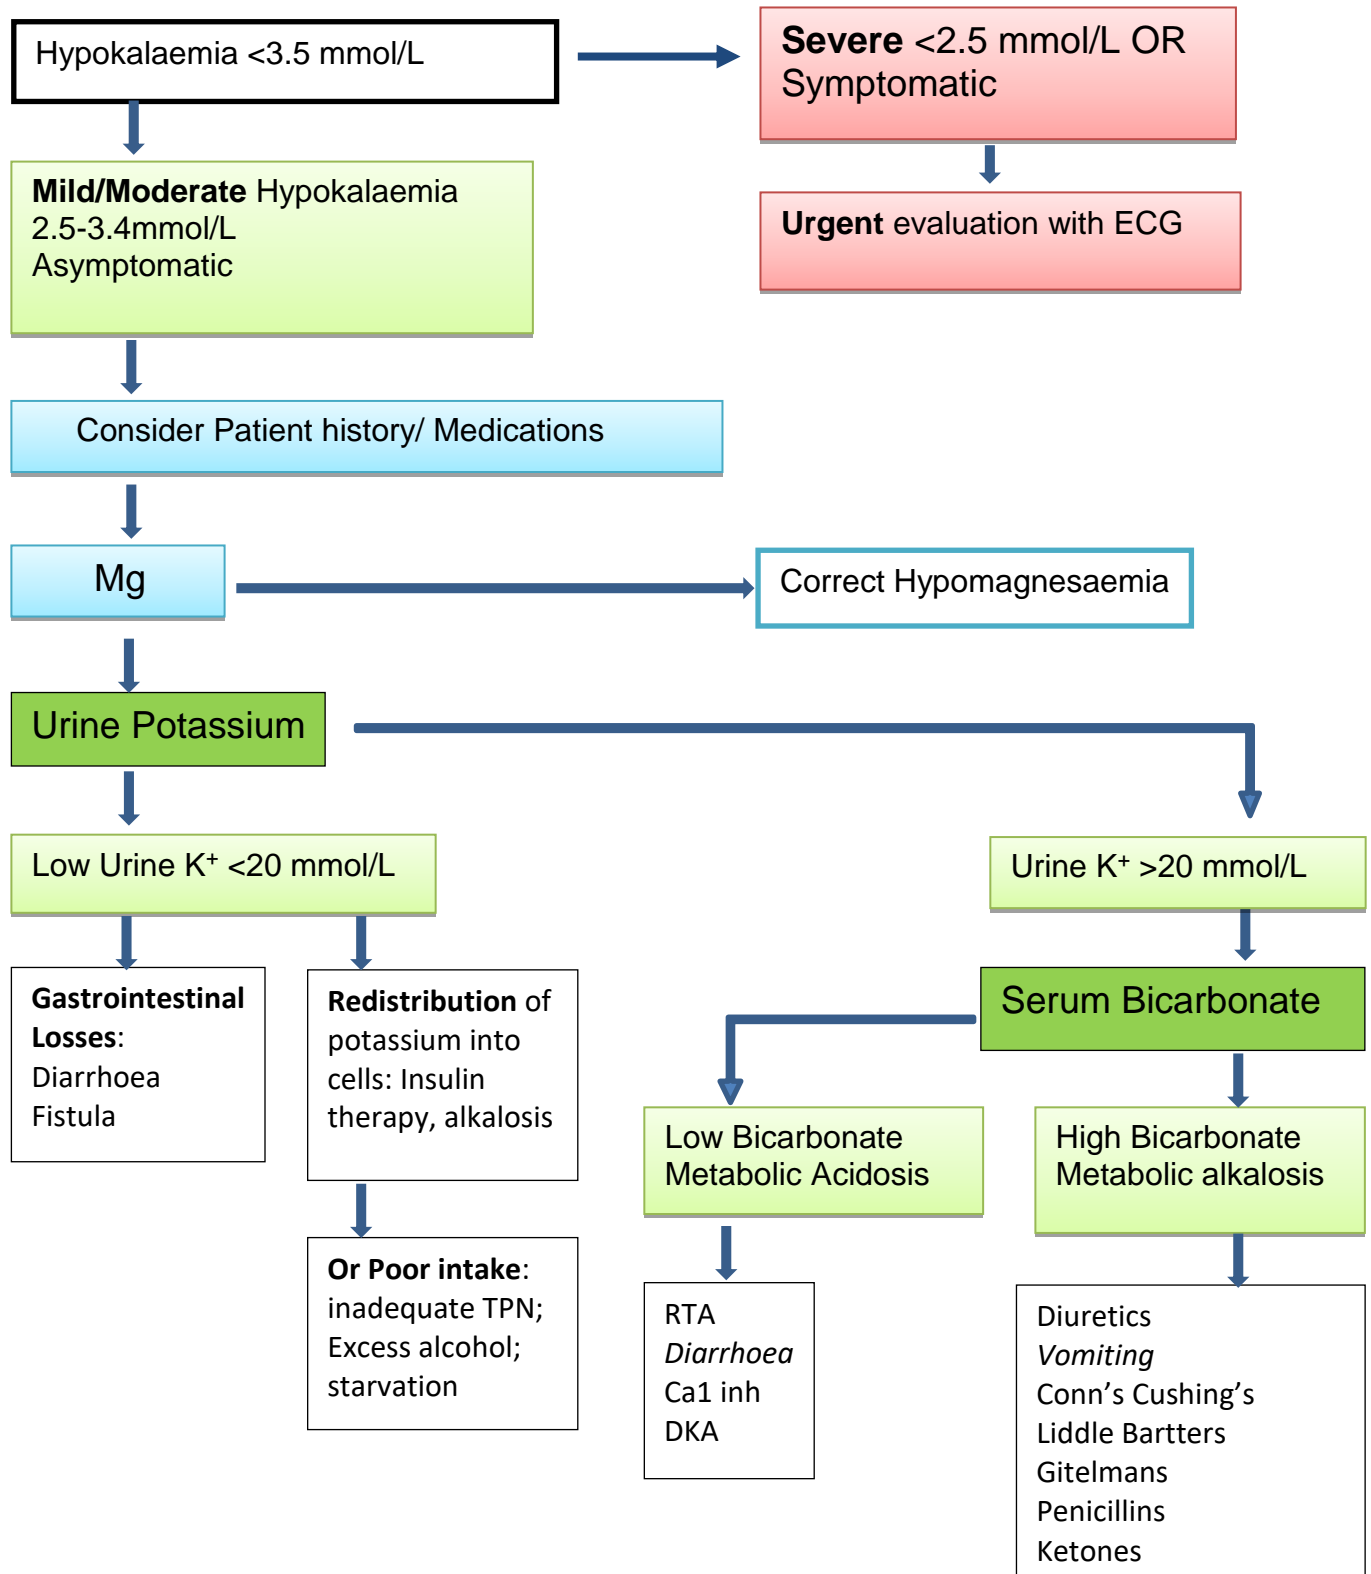 Hypokalaemia <3.5 mmol/L
Severe <2.5 mmol/L OR
Symptomatic
Mild/Moderate Hypokalaemia
2.5-3.4mmol/L
Asymptomatic
Urgent evaluation with ECG
Consider Patient history/ Medications
Mg
Correct Hypomagnesaemia
Urine Potassium
Low Urine K⁺ <20 mmol/L
Urine K⁺ >20 mmol/L
Gastrointestinal
Losses:
Diarrhoea
Fistula
Redistribution of
potassium into
cells: Insulin
therapy, alkalosis
Serum Bicarbonate
Low Bicarbonate
Metabolic Acidosis
High Bicarbonate
Metabolic alkalosis
Or Poor intake:
inadequate TPN;
Excess alcohol;
starvation
RTA
Diarrhoea
Ca1 inh
DKA
Diuretics
Vomiting
Conn’s Cushing’s
Liddle Bartters
Gitelmans
Penicillins
Ketones